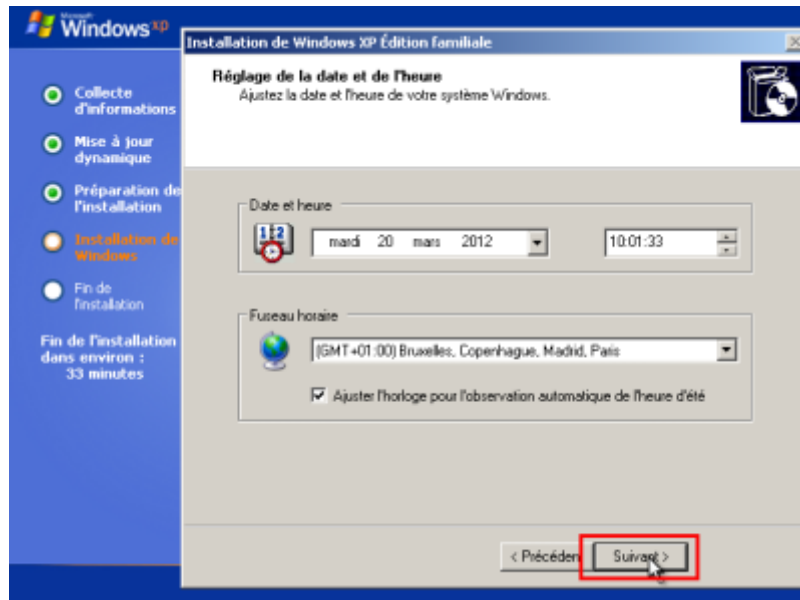 Microsoft
Windows xp
Installation de Windows XP Édition familiale
Réglage de la date et de l'heure
Ajustez la date et l'heure de votre système Windows.
Collecte
d'informations
Mise à jour
dynamique
Préparation de
l'installation
Installation de
Windows
Fin de
l'installation
Fin de l'installation
dans environ :
33 minutes
Date et heure
mardi 20 mars 2012
10:01:33
Fuseau horaire
(GMT+01:00) Bruxelles, Copenhague, Madrid, Paris
Ajuster l'horloge pour l'observation automatique de l'heure d'été
< Précéden
Suivant >